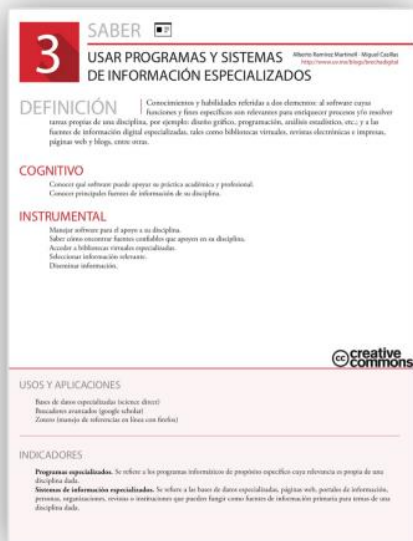 3
SABER
USAR PROGRAMAS Y SISTEMAS
DE INFORMACIÓN ESPECIALIZADOS
Alberto Ramírez Martinell - Miguel Casillas
http://www.uv.mx/blogs/brechadigital
DEFINICIÓN
Conocimientos y habilidades referidas a dos elementos: al software cuyas
funciones y fines específicos son relevantes para enriquecer procesos y/o resolver
tareas propias de una disciplina, por ejemplo: diseño gráfico, programación, análisis estadístico, etc.; y a las
fuentes de información digital especializadas, tales como bibliotecas virtuales, revistas electrónicas e impresas,
páginas web y blogs, entre otras.
COGNITIVO
Conocer qué software puede apoyar su práctica académica y profesional.
Conocer principales fuentes de información de su disciplina.
INSTRUMENTAL
Manejar software para el apoyo a su disciplina.
Saber cómo encontrar fuentes confiables que apoyen en su disciplina.
Acceder a bibliotecas virtuales especializadas.
Seleccionar información relevante.
Diseminar información.
cc creative
commons
USOS Y APLICACIONES
Bases de datos especializadas (science direct)
Buscadores avanzados (google scholar)
Zotero (manejo de referencias en línea con firefox)
INDICADORES
Programas especializados. Se refiere a los programas informáticos de propósito específico cuya relevancia es propia de una
disciplina dada.
Sistemas de información especializados. Se refiere a las bases de datos especializadas, páginas web, portales de información,
personas, organizaciones, revistas o instituciones que puedan fungir como fuentes de información primaria para temas de una
disciplina dada.